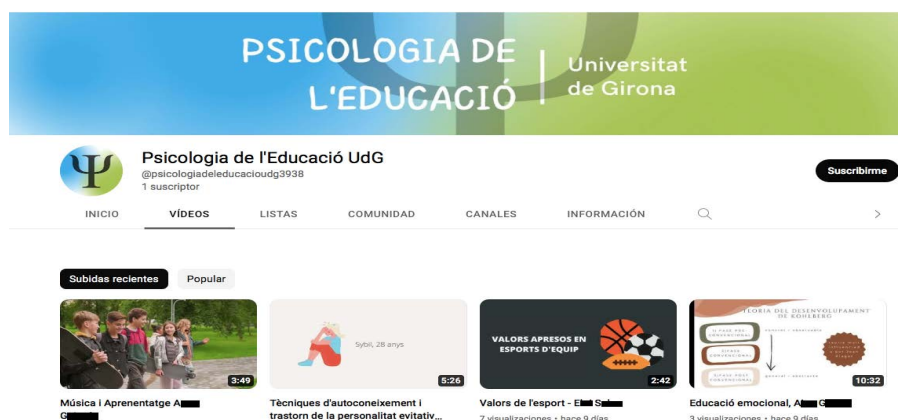 PSICOLOGIA DE
L'EDUCACIÓ
Universitat
de Girona
Psicologia de l'Educació UdG
@psicologiadeleducacioudg3938
1 suscriptor
Suscribirme
INICIO VÍDEOS LISTAS COMUNIDAD CANALES INFORMACIÓN
Subidas recientes Popular
3:49
Sybil, 28 anys
5:26
VALORS APRESOS EN
ESPORTS D'EQUIP
2:42
TEORIA DEL DESENVOLUPAMENT
DE KOHLBERG
10:32
Música i Aprenentatge
Tècniques d'autoconeixement i
trastorn de la personalitat evitativ...
Valors de l'esport -
7 visualizaciones • hace 9 días
Educació emocional,
3 visualizaciones • hace 9 días